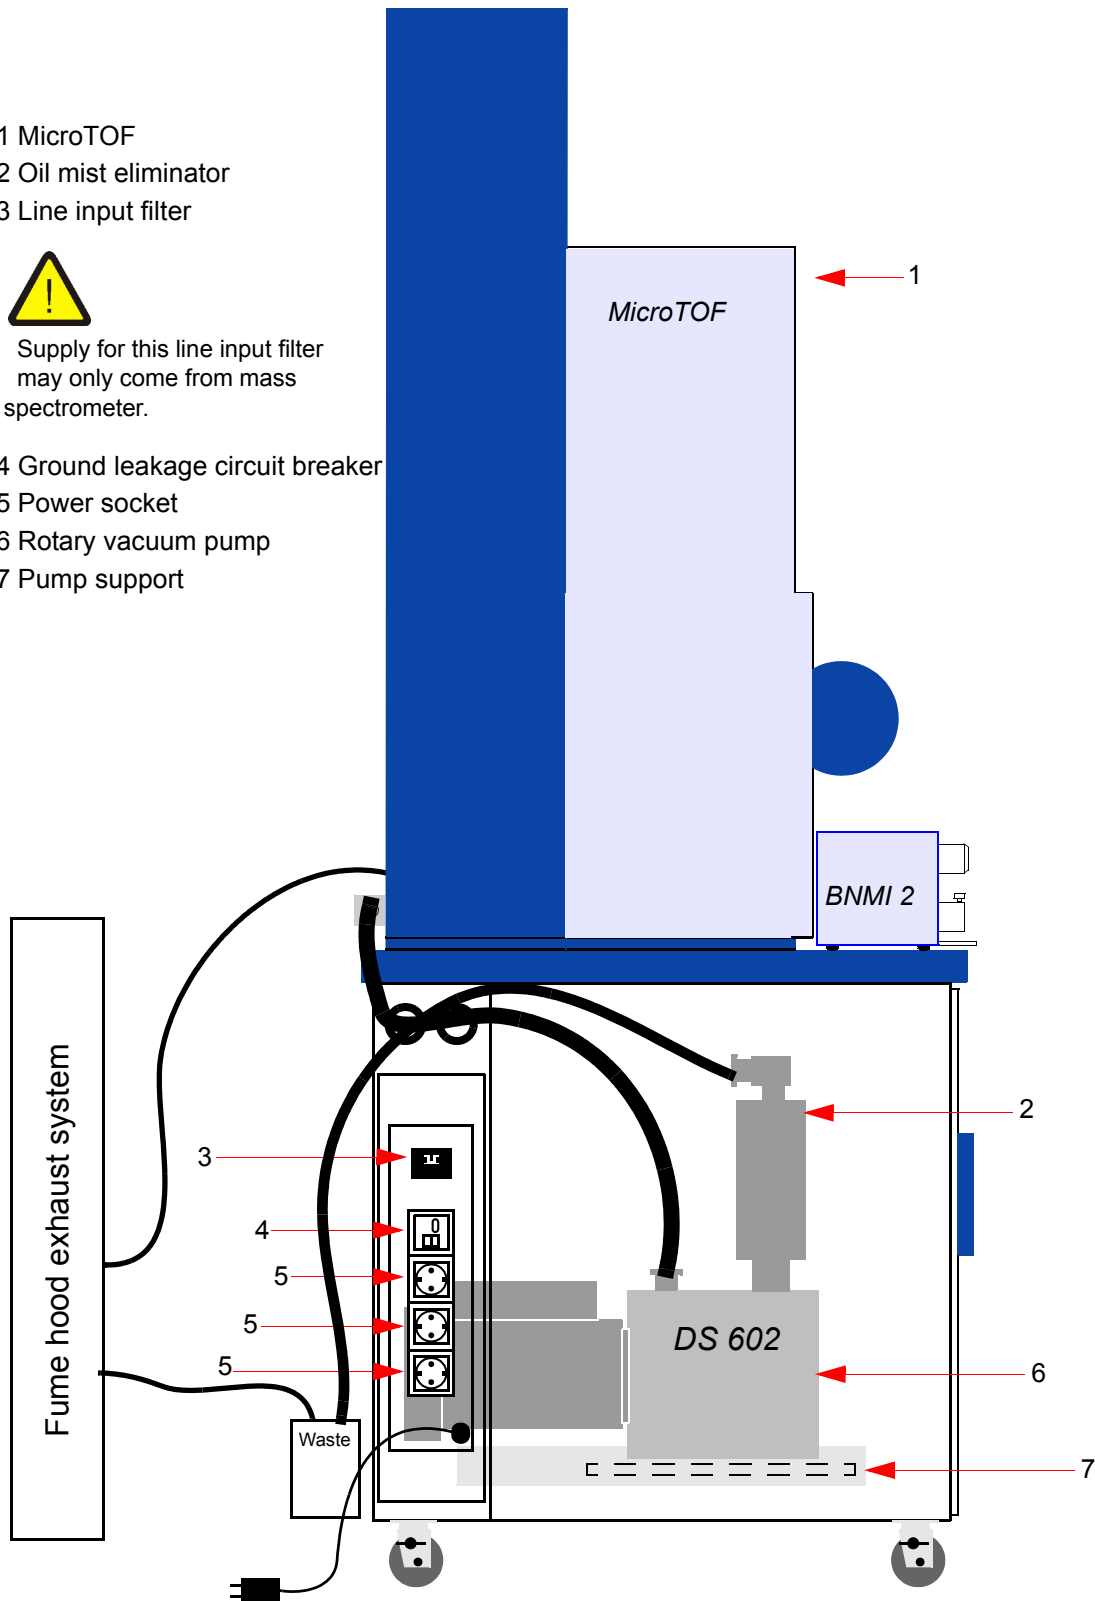 1 MicroTOF
2 Oil mist eliminator
3 Line input filter
!
Supply for this line input filter
may only come from mass
spectrometer.
4 Ground leakage circuit breaker
5 Power socket
6 Rotary vacuum pump
7 Pump support
MicroTOF
1
BNMI 2
Fume hood exhaust system
2
3
4
5
5
5
DS 602
6
Waste
7